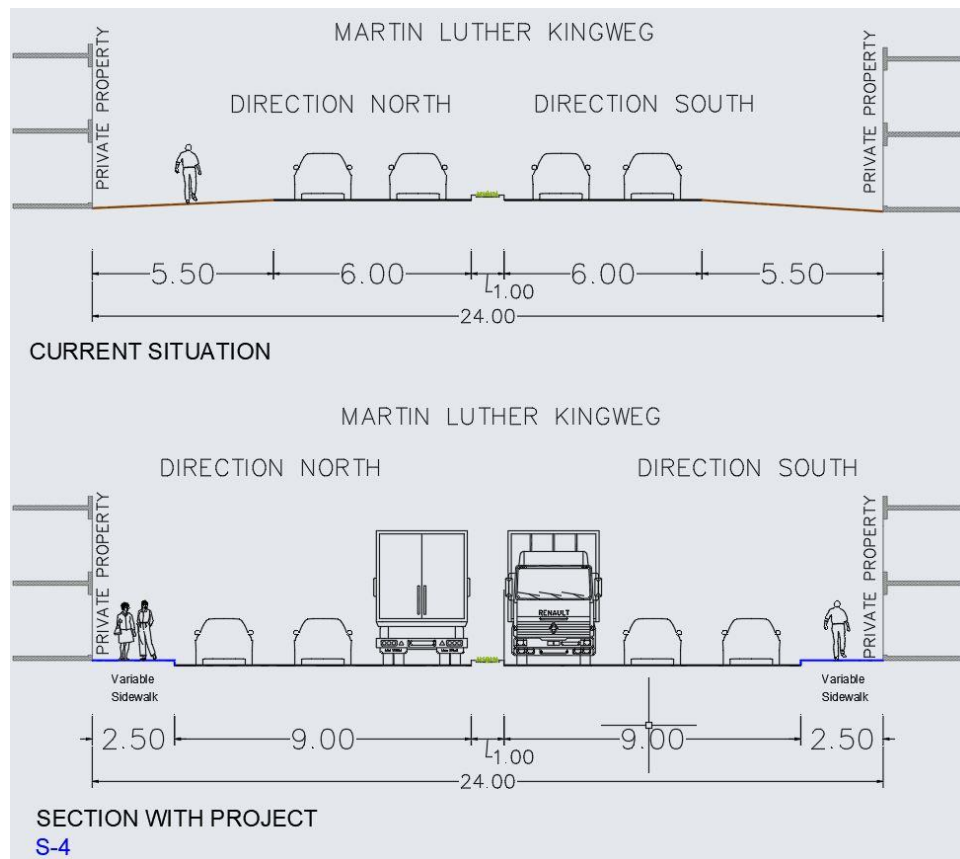 MARTIN LUTHER KINGWEG
PRIVATE PROPERTY
PRIVATE PROPERTY
DIRECTION NORTH
DIRECTION SOUTH
5.50
6.00
1.00
6.00
5.50
24.00
CURRENT SITUATION
MARTIN LUTHER KINGWEG
DIRECTION NORTH
DIRECTION SOUTH
PRIVATE PROPERTY
PRIVATE PROPERTY
RENAULT
Variable
Sidewalk
Variable
Sidewalk
2.50
9.00
1.00
9.00
2.50
24.00
SECTION WITH PROJECT
S-4